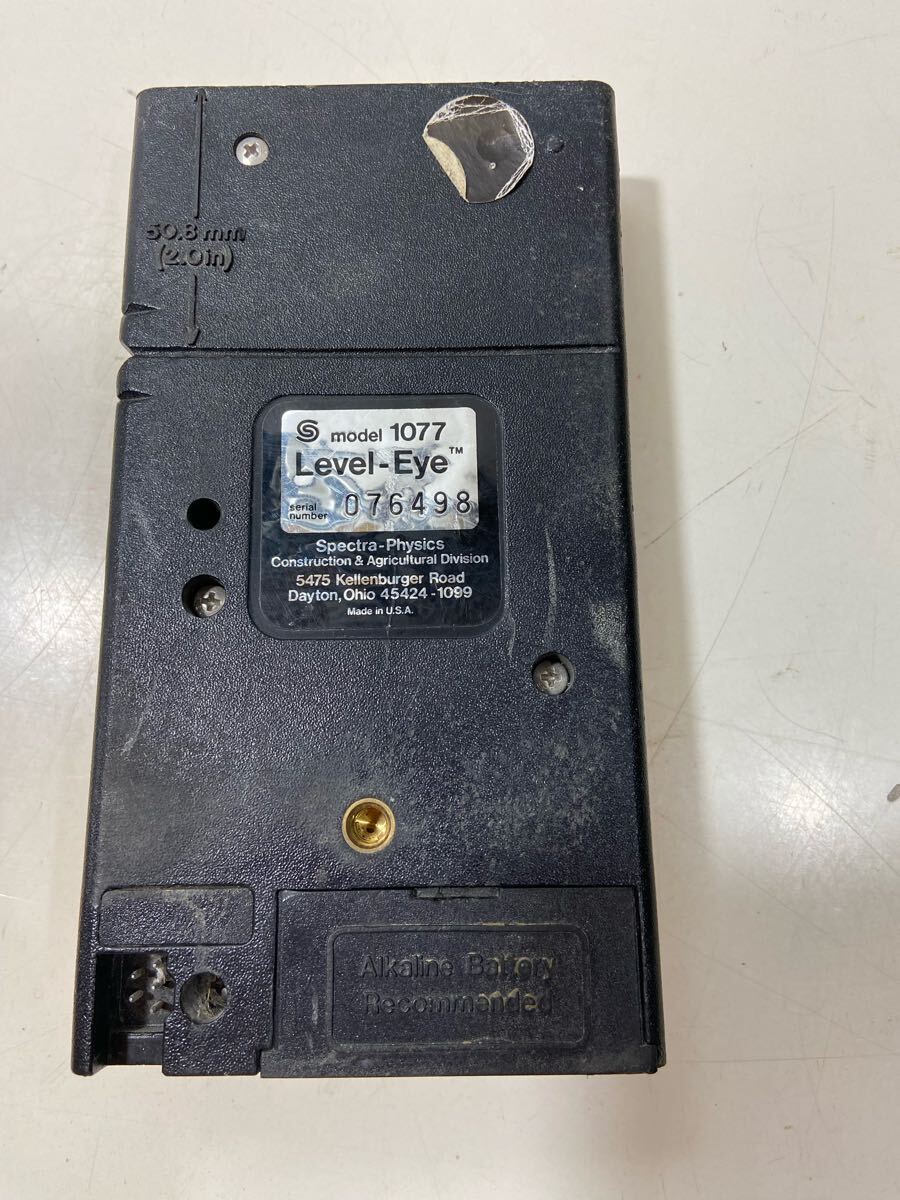 50.8 mm
(2.0in)
model 1077
Level-Eye™
serial
number 076498
Spectra-Physics
Construction & Agricultural Division
5475 Kellenburger Road
Dayton, Ohio 45424-1099
Made in U.S.A.
Alkaline Battery
Recommended